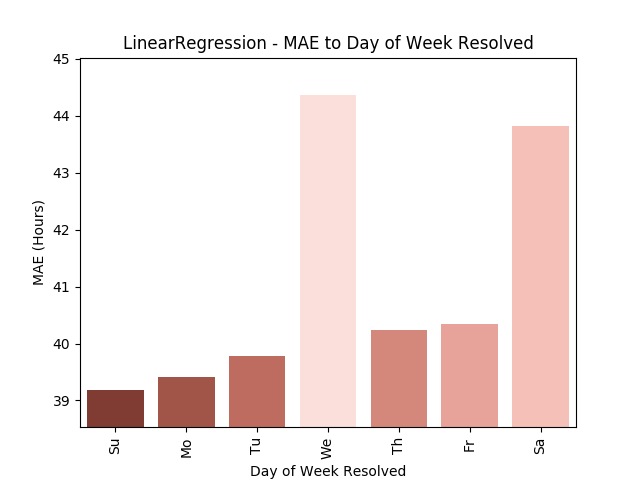 LinearRegression - MAE to Day of Week Resolved
45
44
43
42
41
40
39
MAE (Hours)
Su
Mo
Tu
We
Th
Fr
Sa
Day of Week Resolved